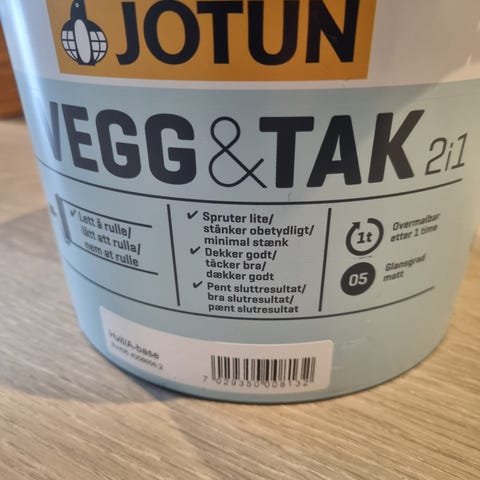 JOTUN
VEGG&TAK 2i1
✓ Lett å rulle/
lätt att rulla/
nem at rulle
✓ Spruter lite/
stänker obetydligt/
minimal stænk
✓ Dekker godt/
täcker bra/
dækker godt
✓ Pent sluttresultat/
bra slutresultat/
pænt slutresultat
1t
Overmalbar
etter 1 time
05
Glansgrad
matt
Hvit/A-base
7 029350 008132